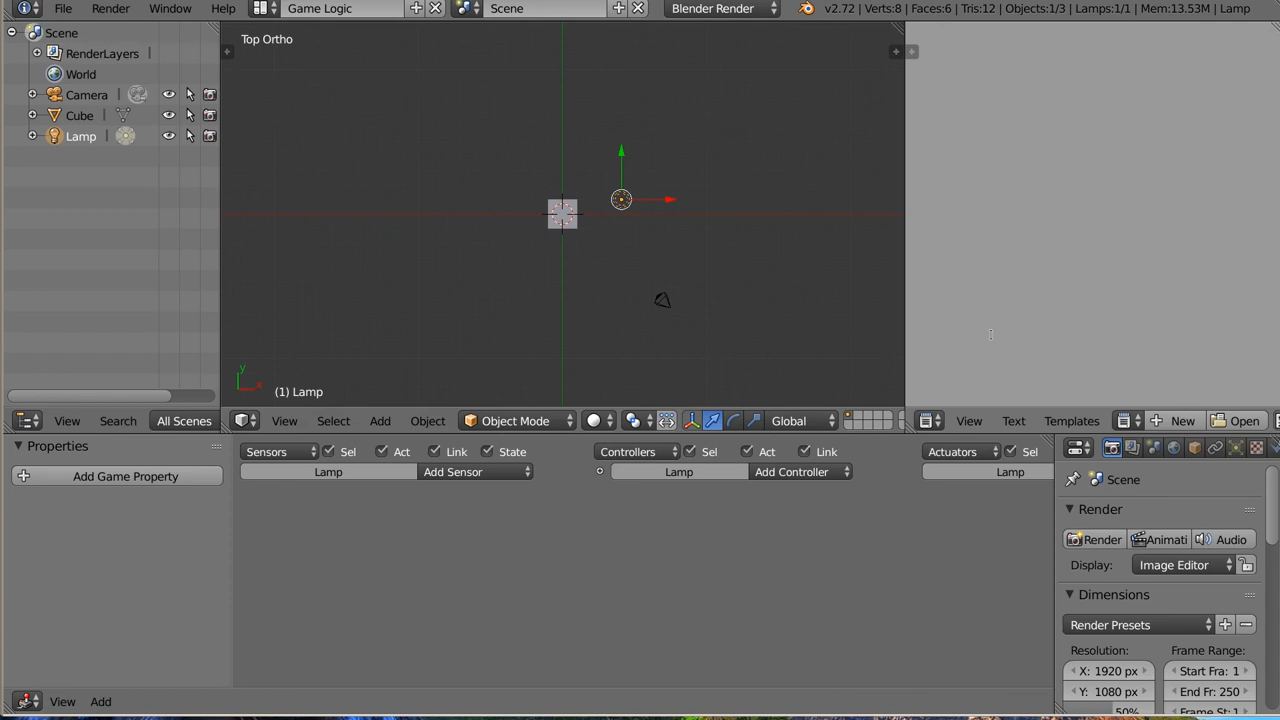 File Render Window Help Game Logic Scene Blender Render v2.72 | Verts:8 | Faces:6 | Tris:12 | Objects:1/3 | Lamps:1/1 | Mem:13.53M | Lamp
Scene
RenderLayers
World
Camera
Cube
Lamp
Top Ortho
y
x
(1) Lamp
View Search All Scenes
View Select Add Object Object Mode Global
View Text Templates New Open
Properties
Add Game Property
Sensors Sel Act Link State Controllers Sel Act Link Actuators Sel
Lamp Add Sensor Lamp Add Controller Lamp
Scene
Render
Render Animati Audio
Display: Image Editor
Dimensions
Render Presets
Resolution: Frame Range:
X: 1920 px Start Fra: 1
Y: 1080 px End Fr: 250
50% Frame St: 1
View Add